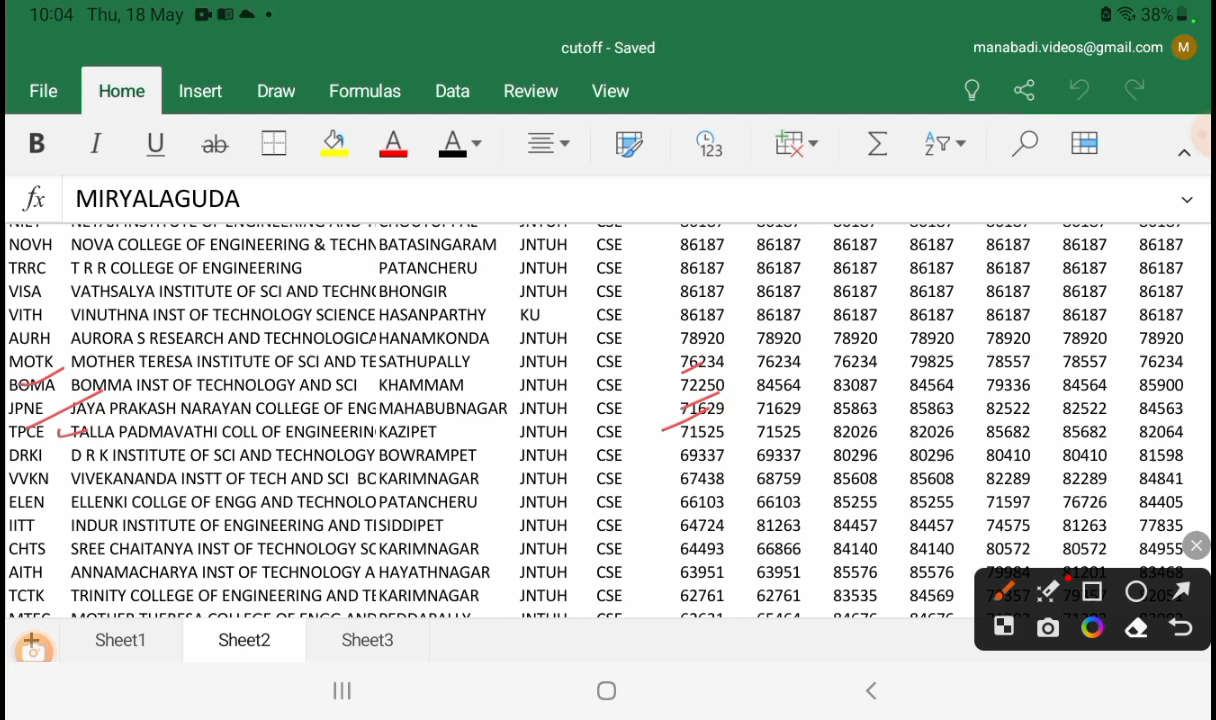 10:04 Thu, 18 May 38%
cutoff - Saved manabadi.videos@gmail.com M
File Home Insert Draw Formulas Data Review View
B I U ab A A 123 Σ A Z
fx MIRYALAGUDA
NOVH NOVA COLLEGE OF ENGINEERING & TECHN BATASINGARAM JNTUH CSE 86187 86187 86187 86187 86187 86187 86187
TRRC T R R COLLEGE OF ENGINEERING PATANCHERU JNTUH CSE 86187 86187 86187 86187 86187 86187 86187
VISA VATHSALYA INSTITUTE OF SCI AND TECHNO BHONGIR JNTUH CSE 86187 86187 86187 86187 86187 86187 86187
VITH VINUTHNA INST OF TECHNOLOGY SCIENCE HASANPARTHY KU CSE 86187 86187 86187 86187 86187 86187 86187
AURH AURORA S RESEARCH AND TECHNOLOGICA HANAMKONDA JNTUH CSE 78920 78920 78920 78920 78920 78920 78920
MOTK MOTHER TERESA INSTITUTE OF SCI AND TE SATHUPALLY JNTUH CSE 76234 76234 76234 79825 78557 78557 76234
BOMA BOMMA INST OF TECHNOLOGY AND SCI KHAMMAM JNTUH CSE 72250 84564 83087 84564 79336 84564 85900
JPNE JAYA PRAKASH NARAYAN COLLEGE OF ENG MAHABUBNAGAR JNTUH CSE 71629 71629 85863 85863 82522 82522 84563
TPCE TALLA PADMAVATHI COLL OF ENGINEERIN KAZIPET JNTUH CSE 71525 71525 82026 82026 85682 85682 82064
DRKI D R K INSTITUTE OF SCI AND TECHNOLOGY BOWRAMPET JNTUH CSE 69337 69337 80296 80296 80410 80410 81598
VVKN VIVEKANANDA INSTT OF TECH AND SCI BO KARIMNAGAR JNTUH CSE 67438 68759 85608 85608 82289 82289 84841
ELEN ELLENKI COLLGE OF ENGG AND TECHNOLO PATANCHERU JNTUH CSE 66103 66103 85255 85255 71597 76726 84405
IITT INDUR INSTITUTE OF ENGINEERING AND TI SIDDIPET JNTUH CSE 64724 81263 84457 84457 74575 81263 77835
CHTS SREE CHAITANYA INST OF TECHNOLOGY SC KARIMNAGAR JNTUH CSE 64493 66866 84140 84140 80572 80572 84955
AITH ANNAMACHARYA INST OF TECHNOLOGY A HAYATHNAGAR JNTUH CSE 63951 63951 85576 85576 79984 81201 83468
TCTK TRINITY COLLEGE OF ENGINEERING AND TE KARIMNAGAR JNTUH CSE 62761 62761 83535 84569
Sheet1 Sheet2 Sheet3